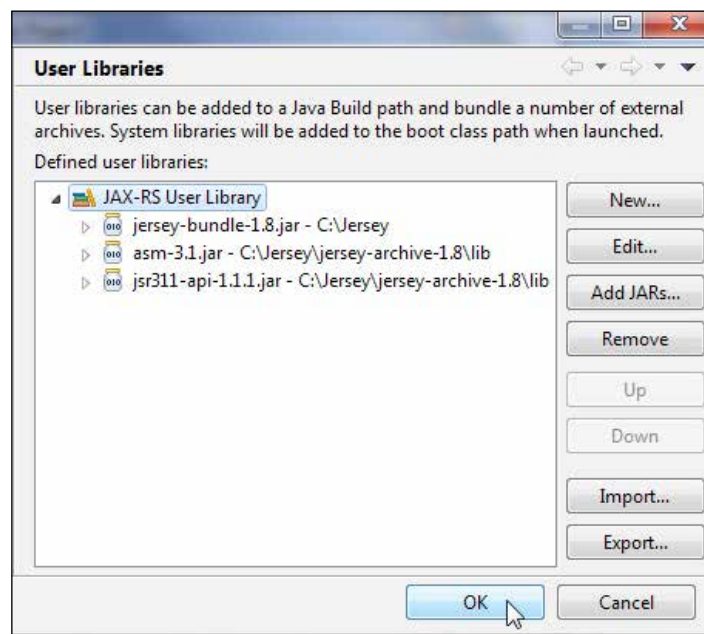 User Libraries
User libraries can be added to a Java Build path and bundle a number of external
archives. System libraries will be added to the boot class path when launched.
Defined user libraries:
JAX-RS User Library
jersey-bundle-1.8.jar - C:\Jersey
asm-3.1.jar - C:\Jersey\jersey-archive-1.8\lib
jsr311-api-1.1.1.jar - C:\Jersey\jersey-archive-1.8\lib
New...
Edit...
Add JARs...
Remove
Up
Down
Import...
Export...
OK
Cancel